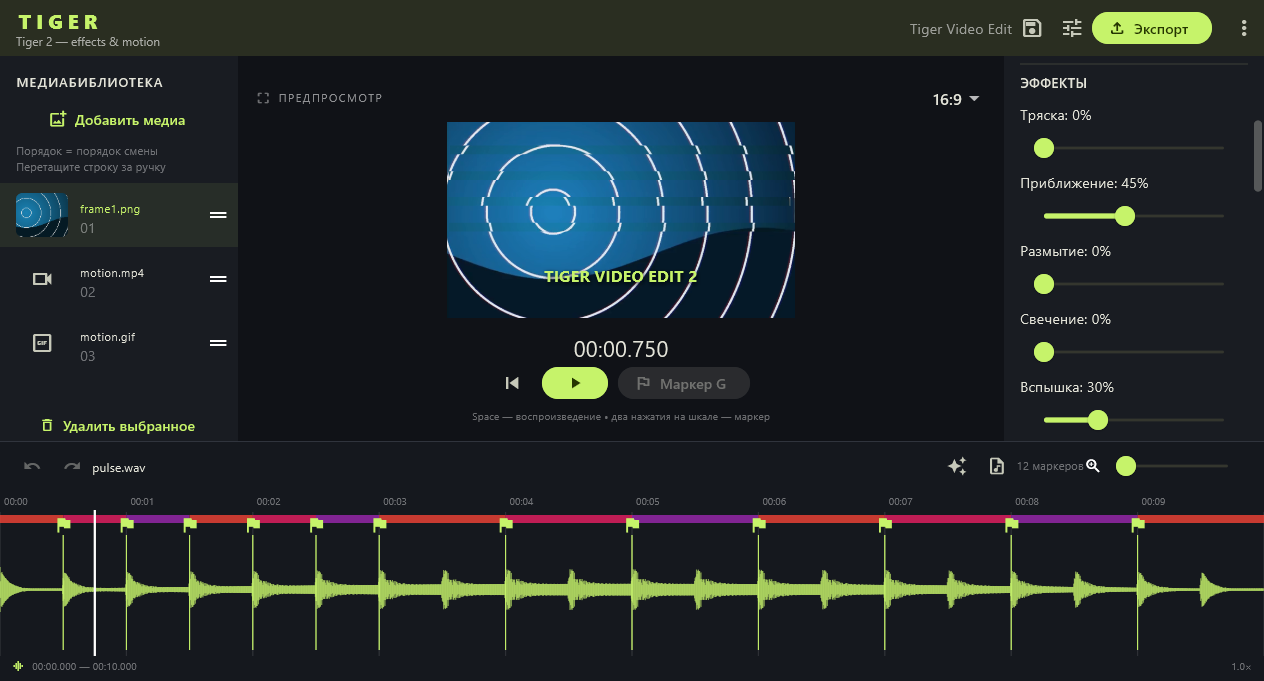 TIGER
Tiger 2 — effects & motion
Tiger Video Edit
Экспорт
МЕДИАБИБЛИОТЕКА
Добавить медиа
Порядок = порядок смены
Перетащите строку за ручку
frame1.png
01
motion.mp4
02
GIF
motion.gif
03
Удалить выбранное
ПРЕДПРОСМОТР
16:9
TIGER VIDEO EDIT 2
00:00.750
Маркер G
Space — воспроизведение • два нажатия на шкале — маркер
ЭФФЕКТЫ
Тряска: 0%
Приближение: 45%
Размытие: 0%
Свечение: 0%
Вспышка: 30%
pulse.wav
12 маркеров
00:00 00:01 00:02 00:03 00:04 00:05 00:06 00:07 00:08 00:09
00:00.000 — 00:10.000
1.0×